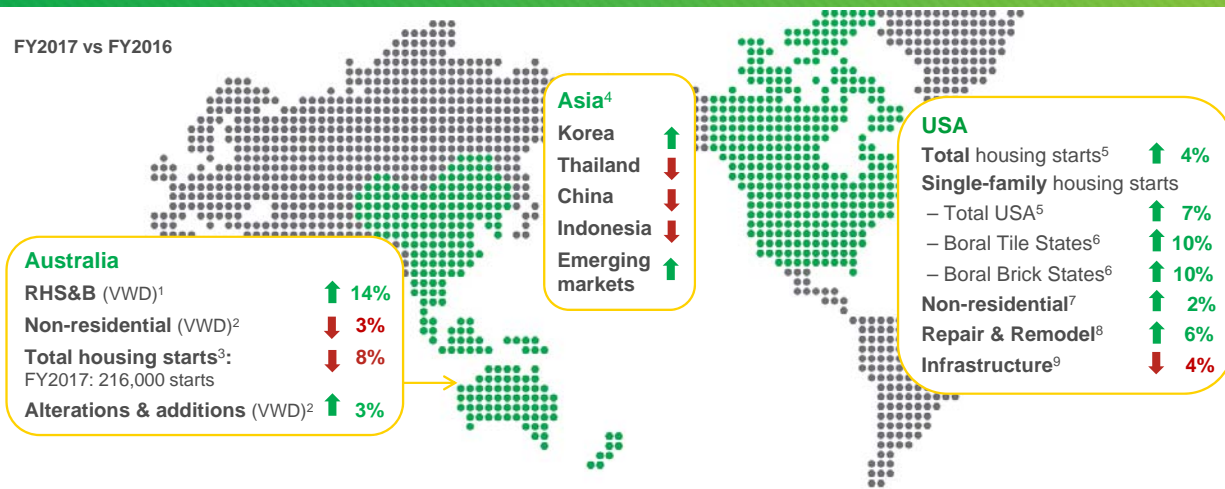 FY2017 vs FY2016
Asia4
Korea
Thailand
China
Indonesia
Emerging
markets
USA
Total housing starts5 4%
Single-family housing starts
– Total USA5 7%
– Boral Tile States6 10%
– Boral Brick States6 10%
Non-residential7 2%
Repair & Remodel8 6%
Infrastructure9 4%
Australia
RHS&B (VWD)1 14%
Non-residential (VWD)2 3%
Total housing starts3: 8%
FY2017: 216,000 starts
Alterations & additions (VWD)2 3%